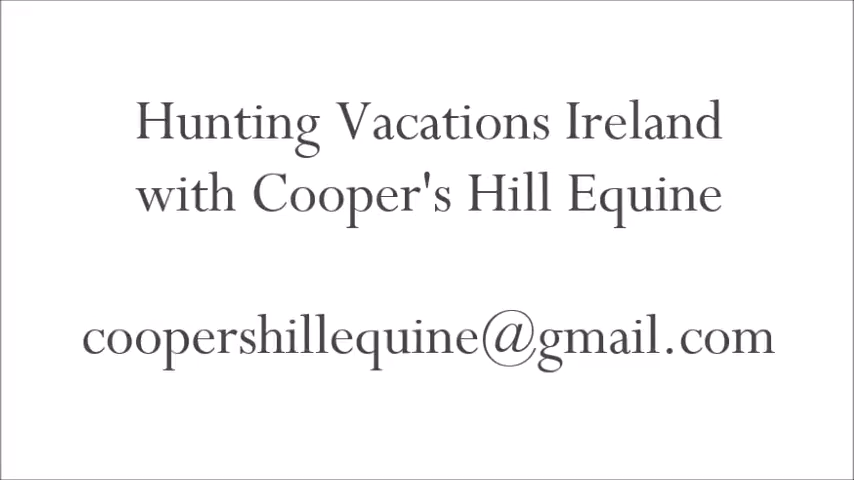 Hunting Vacations Ireland
with Cooper's Hill Equine
coopershillequine@gmail.com